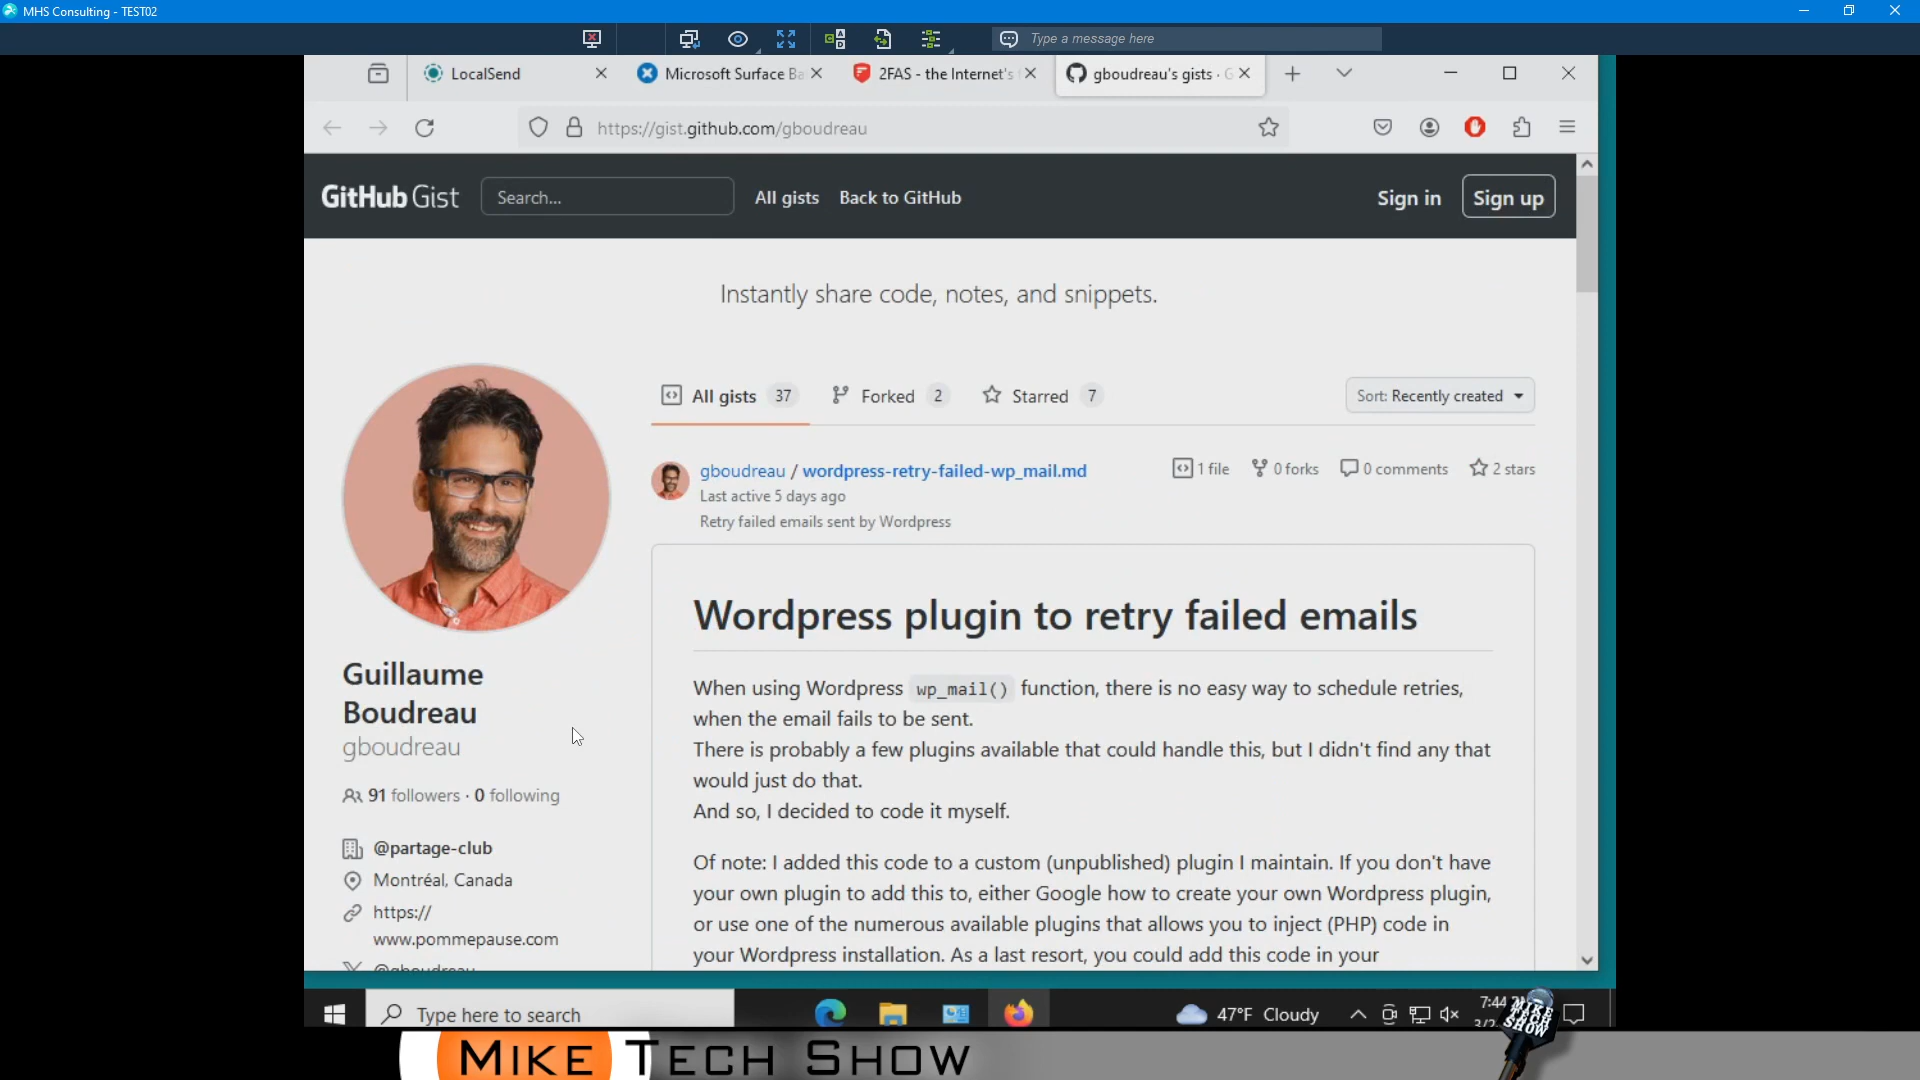 MHS Consulting - TEST02
Type a message here
LocalSend
Microsoft Surface Ba
2FAS - the Internet's
gboudreau's gists · G
https://gist.github.com/gboudreau
GitHub Gist
Search...
All gists
Back to GitHub
Sign in
Sign up
Instantly share code, notes, and snippets.
All gists 37
Forked 2
Starred 7
Sort: Recently created
gboudreau / wordpress-retry-failed-wp_mail.md
1 file
0 forks
0 comments
2 stars
Last active 5 days ago
Retry failed emails sent by Wordpress
Wordpress plugin to retry failed emails
When using Wordpress wp_mail() function, there is no easy way to schedule retries,
when the email fails to be sent.
There is probably a few plugins available that could handle this, but I didn't find any that
would just do that.
And so, I decided to code it myself.
Of note: I added this code to a custom (unpublished) plugin I maintain. If you don't have
your own plugin to add this to, either Google how to create your own Wordpress plugin,
or use one of the numerous available plugins that allows you to inject (PHP) code in
your Wordpress installation. As a last resort, you could add this code in your
Guillaume
Boudreau
gboudreau
91 followers · 0 following
@partage-club
Montréal, Canada
https://
www.pommepause.com
@gboudreau
Type here to search
47°F Cloudy
7:44
MIKE
TECH
SHOW
MIKE TECH SHOW